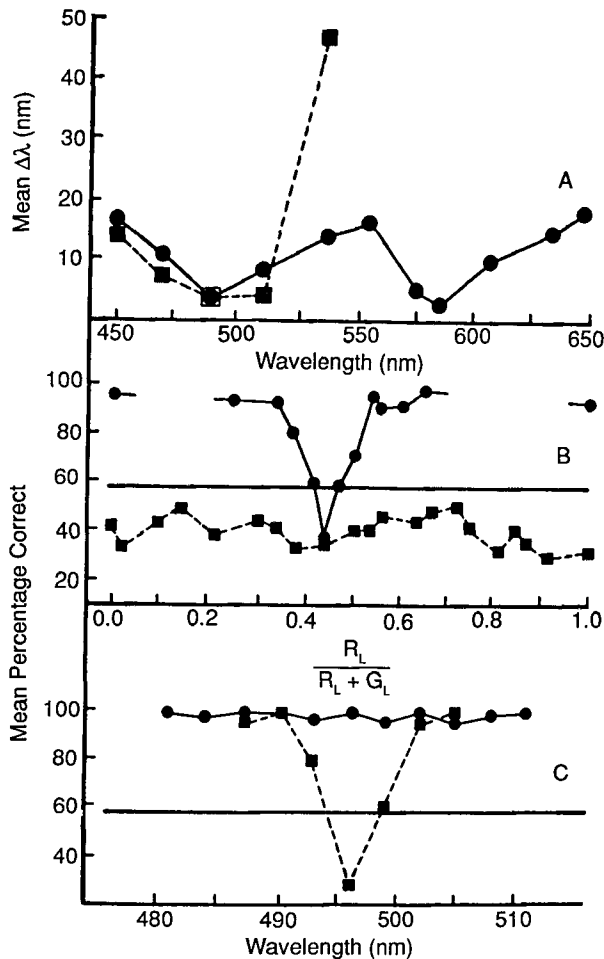 50
40
30
20
10
Mean Δλ (nm)
A
450 500 550 600 650
Wavelength (nm)
100
80
60
40
20
B
Mean Percentage Correct
0.0 0.2 0.4 0.6 0.8 1.0
R_L
R_L + G_L
100
80
60
40
C
480 490 500 510
Wavelength (nm)